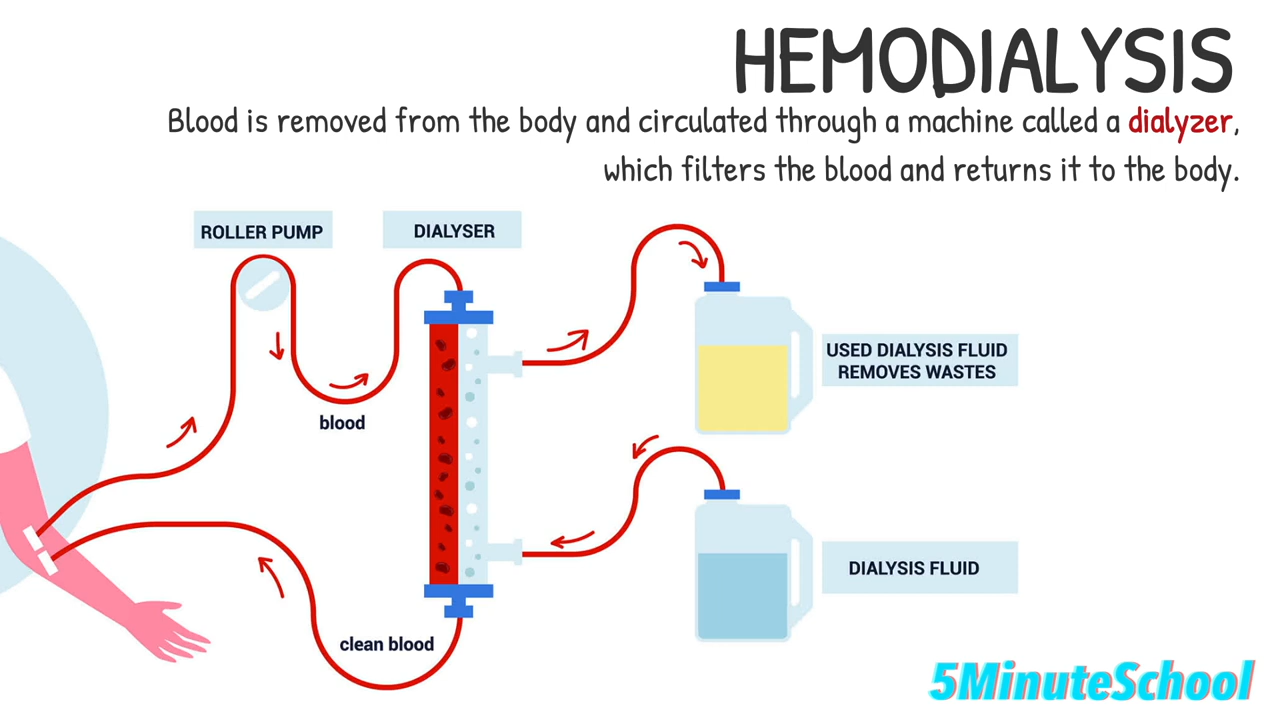 HEMODIALYSIS
Blood is removed from the body and circulated through a machine called a dialyzer,
which filters the blood and returns it to the body.
ROLLER PUMP
DIALYSER
USED DIALYSIS FLUID
REMOVES WASTES
blood
DIALYSIS FLUID
clean blood
5MinuteSchool